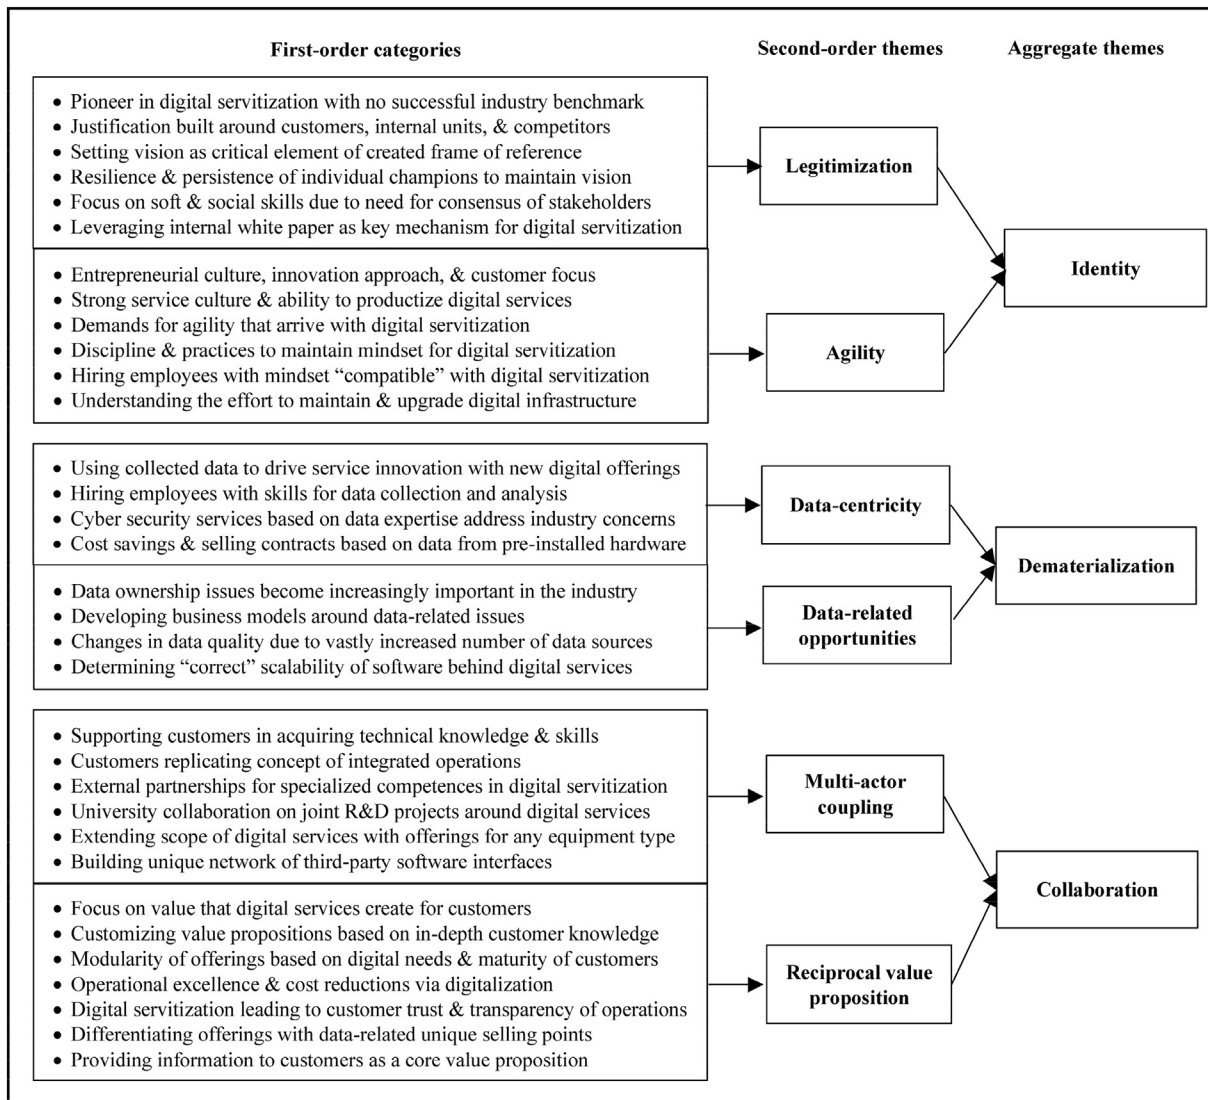 First-order categories
Second-order themes
Aggregate themes
• Pioneer in digital servitization with no successful industry benchmark
• Justification built around customers, internal units, & competitors
• Setting vision as critical element of created frame of reference
• Resilience & persistence of individual champions to maintain vision
• Focus on soft & social skills due to need for consensus of stakeholders
• Leveraging internal white paper as key mechanism for digital servitization
Legitimization
• Entrepreneurial culture, innovation approach, & customer focus
• Strong service culture & ability to productize digital services
• Demands for agility that arrive with digital servitization
• Discipline & practices to maintain mindset for digital servitization
• Hiring employees with mindset “compatible” with digital servitization
• Understanding the effort to maintain & upgrade digital infrastructure
Agility
Identity
• Using collected data to drive service innovation with new digital offerings
• Hiring employees with skills for data collection and analysis
• Cyber security services based on data expertise address industry concerns
• Cost savings & selling contracts based on data from pre-installed hardware
Data-centricity
• Data ownership issues become increasingly important in the industry
• Developing business models around data-related issues
• Changes in data quality due to vastly increased number of data sources
• Determining “correct” scalability of software behind digital services
Data-related
opportunities
Dematerialization
• Supporting customers in acquiring technical knowledge & skills
• Customers replicating concept of integrated operations
• External partnerships for specialized competences in digital servitization
• University collaboration on joint R&D projects around digital services
• Extending scope of digital services with offerings for any equipment type
• Building unique network of third-party software interfaces
Multi-actor
coupling
• Focus on value that digital services create for customers
• Customizing value propositions based on in-depth customer knowledge
• Modularity of offerings based on digital needs & maturity of customers
• Operational excellence & cost reductions via digitalization
• Digital servitization leading to customer trust & transparency of operations
• Differentiating offerings with data-related unique selling points
• Providing information to customers as a core value proposition
Reciprocal value
proposition
Collaboration